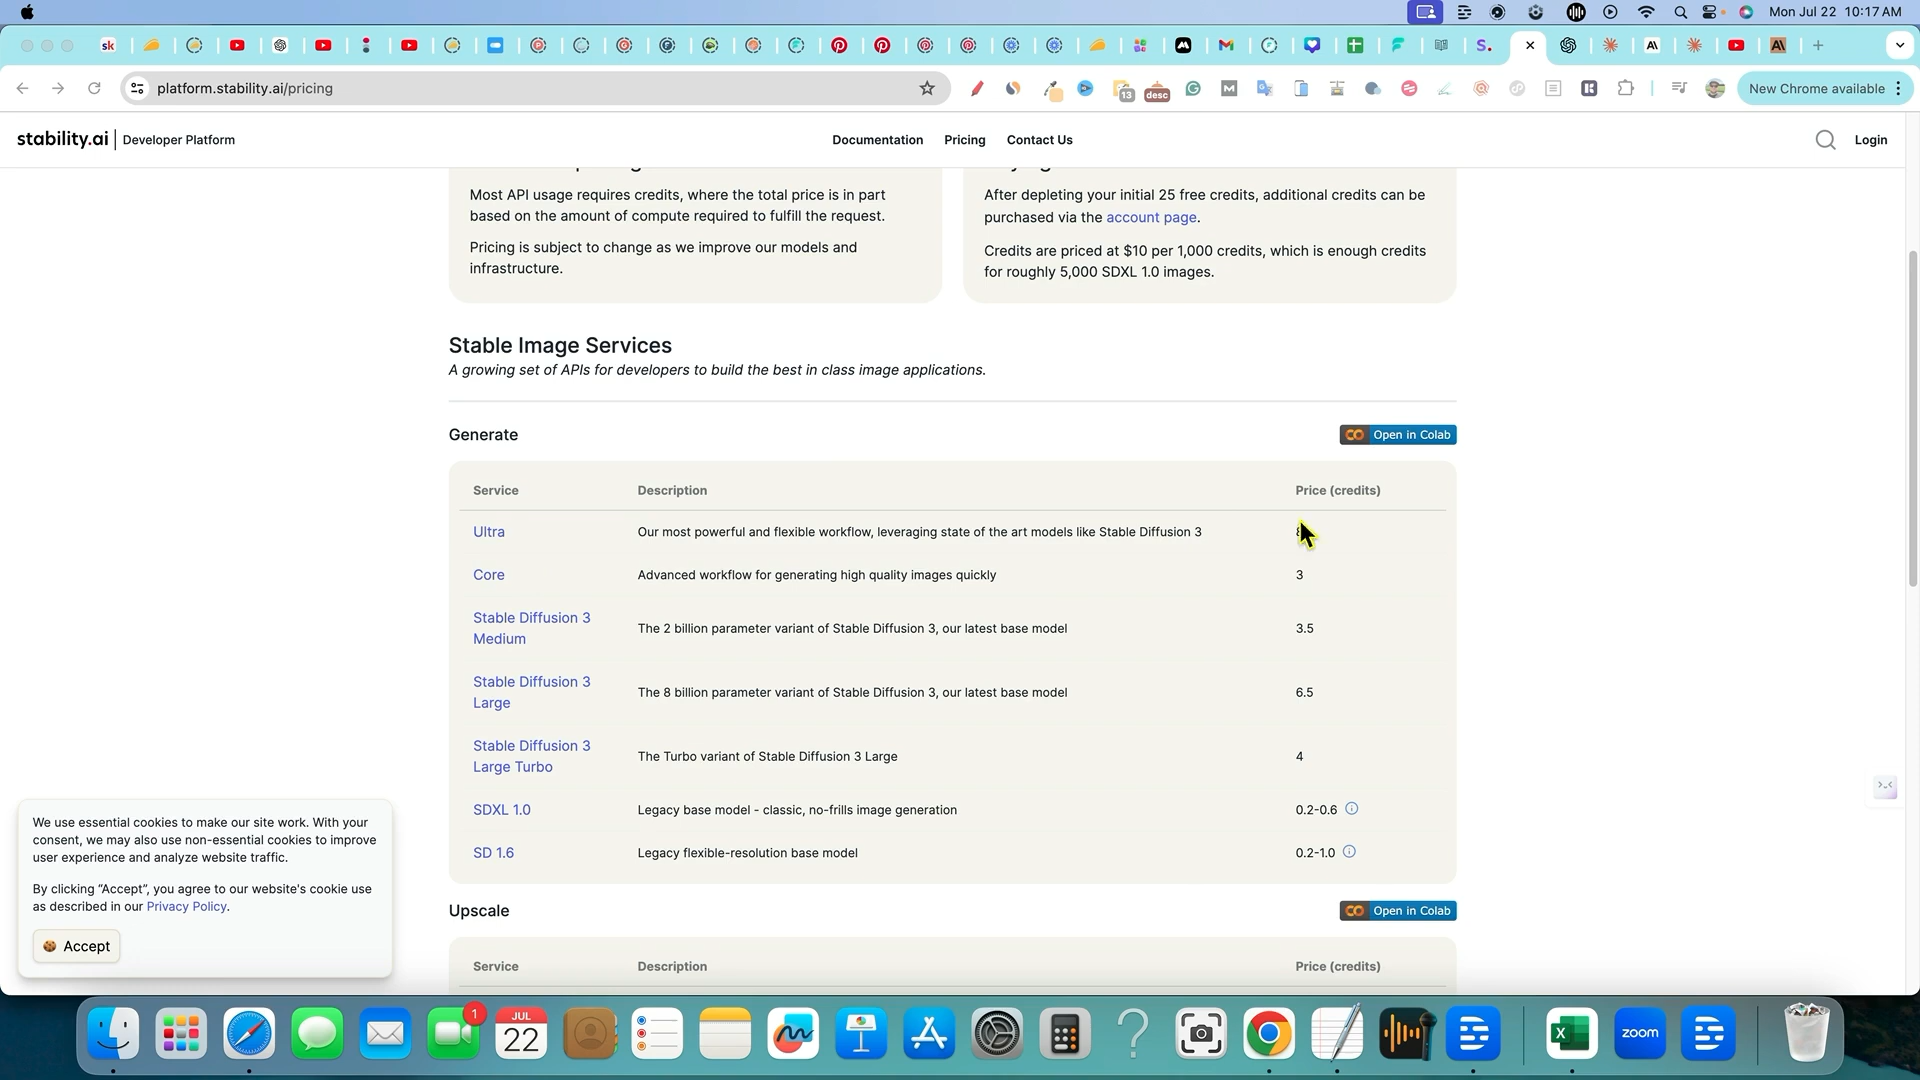 Mon Jul 22 10:17 AM
sk
S.
platform.stability.ai/pricing
13
desc
New Chrome available
stability.ai
Developer Platform
Documentation
Pricing
Contact Us
Login
Most API usage requires credits, where the total price is in part
based on the amount of compute required to fulfill the request.
Pricing is subject to change as we improve our models and
infrastructure.
After depleting your initial 25 free credits, additional credits can be
purchased via the account page.
Credits are priced at $10 per 1,000 credits, which is enough credits
for roughly 5,000 SDXL 1.0 images.
Stable Image Services
A growing set of APIs for developers to build the best in class image applications.
Generate
Open in Colab
Service Description Price (credits)
Ultra
Our most powerful and flexible workflow, leveraging state of the art models like Stable Diffusion 3
Core
Advanced workflow for generating high quality images quickly
3
Stable Diffusion 3
Medium
The 2 billion parameter variant of Stable Diffusion 3, our latest base model
3.5
Stable Diffusion 3
Large
The 8 billion parameter variant of Stable Diffusion 3, our latest base model
6.5
Stable Diffusion 3
Large Turbo
The Turbo variant of Stable Diffusion 3 Large
4
SDXL 1.0
Legacy base model - classic, no-frills image generation
0.2-0.6
SD 1.6
Legacy flexible-resolution base model
0.2-1.0
Upscale
Open in Colab
Service Description Price (credits)
We use essential cookies to make our site work. With your
consent, we may also use non-essential cookies to improve
user experience and analyze website traffic.
By clicking “Accept”, you agree to our website's cookie use
as described in our Privacy Policy.
Accept
1
JUL
22
zoom